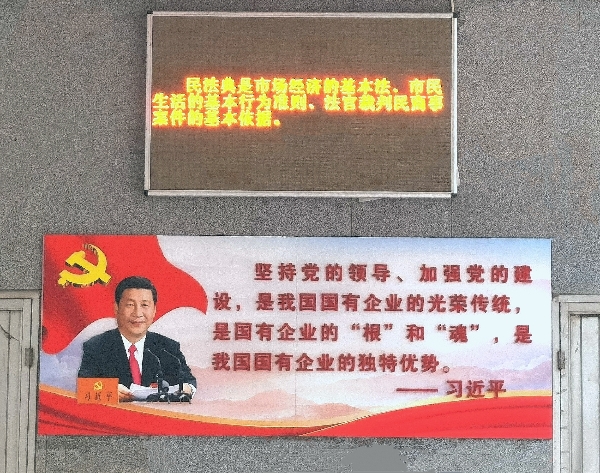 民法典是市场经济的基本法、市民
生活的基本行为准则，法官裁判民商事
案件的基本依据。
坚持党的领导、加强党的建
设，是我国国有企业的光荣传统，
是国有企业的“根”和“魂”，是
我国国有企业的独特优势。
——习近平
习近平